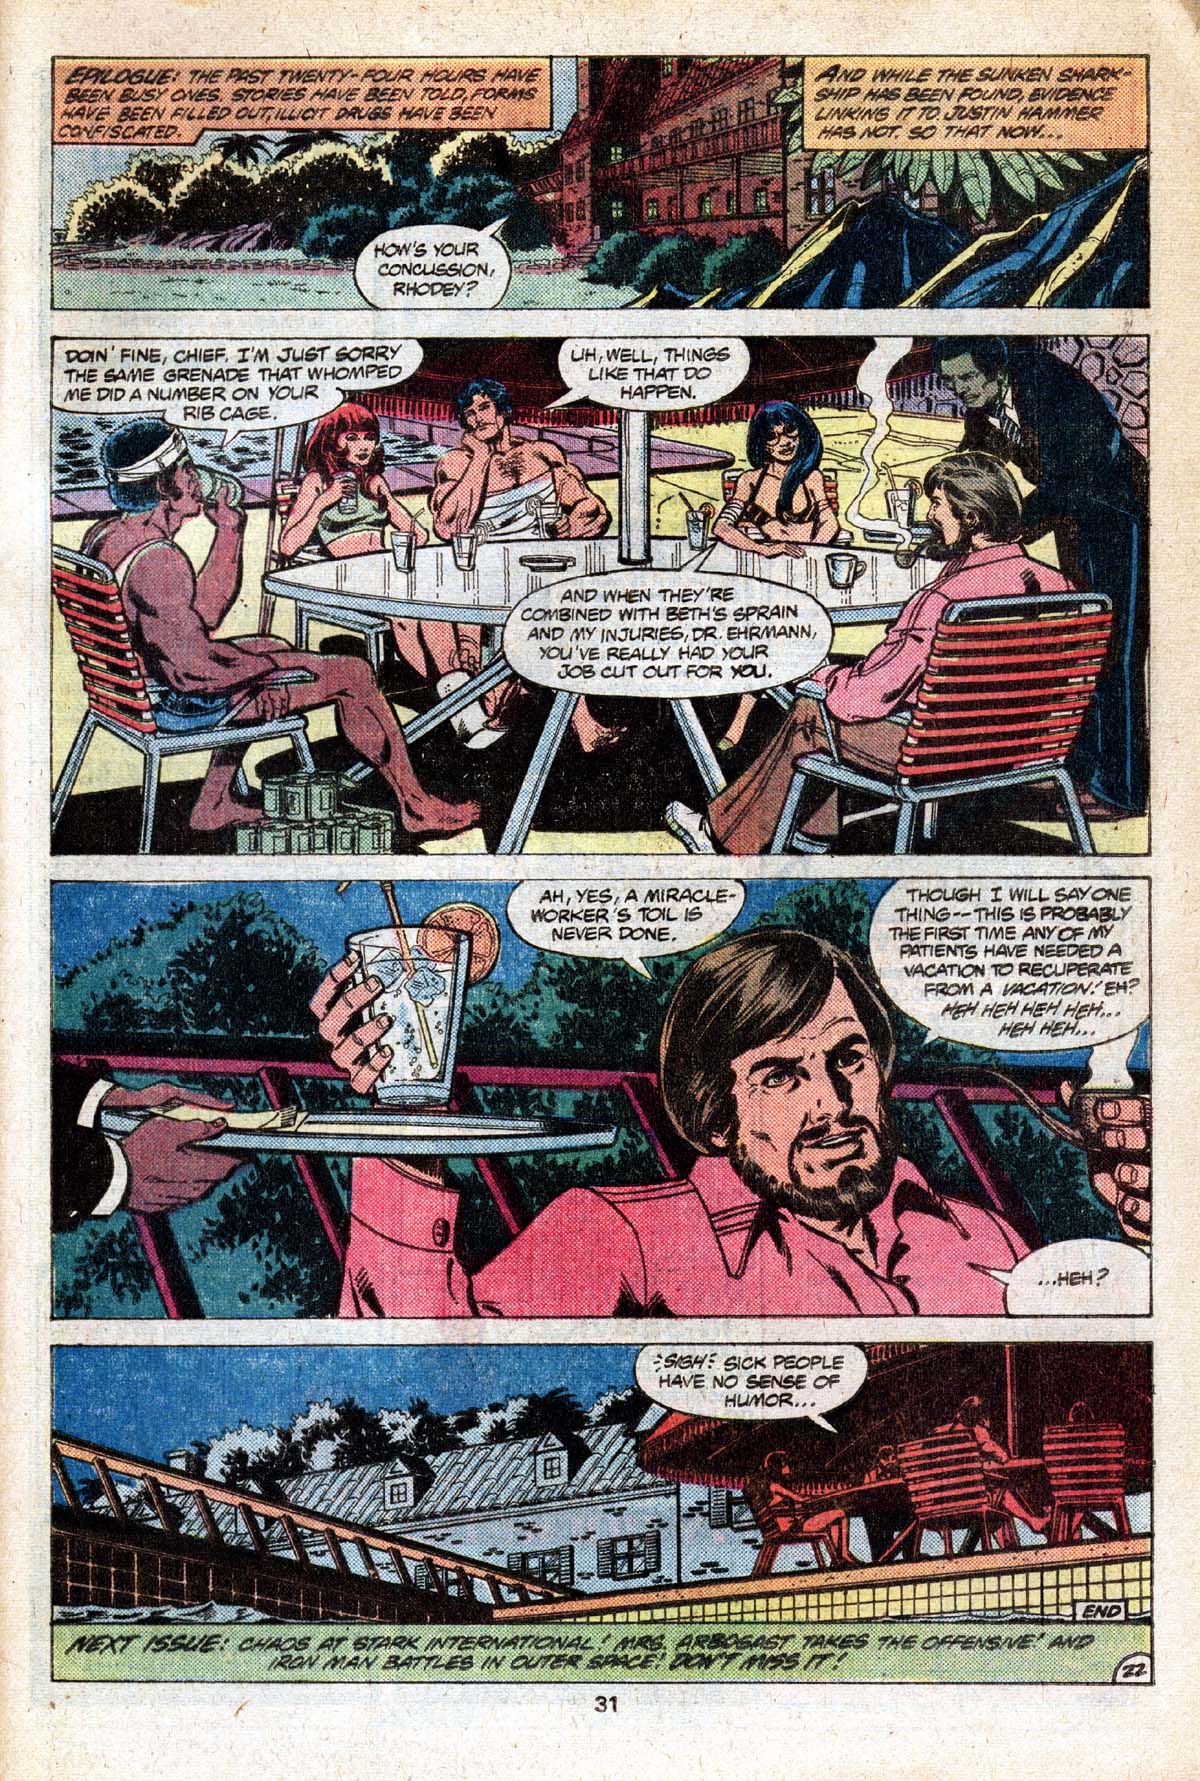 EPILOGUE: THE PAST TWENTY-FOUR HOURS HAVE
BEEN BUSY ONES. STORIES HAVE BEEN TOLD, FORMS
HAVE BEEN FILLED OUT, ILLICIT DRUGS HAVE BEEN
CONFISCATED.
AND WHILE THE SUNKEN SHARK-
SHIP HAS BEEN FOUND, EVIDENCE
LINKING IT TO JUSTIN HAMMER
HAS NOT. SO THAT NOW...
HOW'S YOUR
CONCUSSION,
RHODEY?
DOIN' FINE, CHIEF. I'M JUST SORRY
THE SAME GRENADE THAT WHOMPED
ME DID A NUMBER ON YOUR
RIB CAGE.
UH, WELL, THINGS
LIKE THAT DO
HAPPEN.
AND WHEN THEY'RE
COMBINED WITH BETH'S SPRAIN
AND MY INJURIES, DR. EHRMANN,
YOU'VE REALLY HAD YOUR
JOB CUT OUT FOR YOU.
AH, YES, A MIRACLE-
WORKER'S TOIL IS
NEVER DONE.
THOUGH I WILL SAY ONE
THING--THIS IS PROBABLY
THE FIRST TIME ANY OF MY
PATIENTS HAVE NEEDED A
VACATION TO RECUPERATE
FROM A VACATION! EH?
HEH HEH HEH HEH...
HEH HEH...
...HEH?
SIGH SICK PEOPLE
HAVE NO SENSE OF
HUMOR...
END
NEXT ISSUE: CHAOS AT STARK INTERNATIONAL! MRS. ARBOGAST TAKES THE OFFENSIVE! AND
IRON MAN BATTLES IN OUTER SPACE! DON'T MISS IT!
22
31